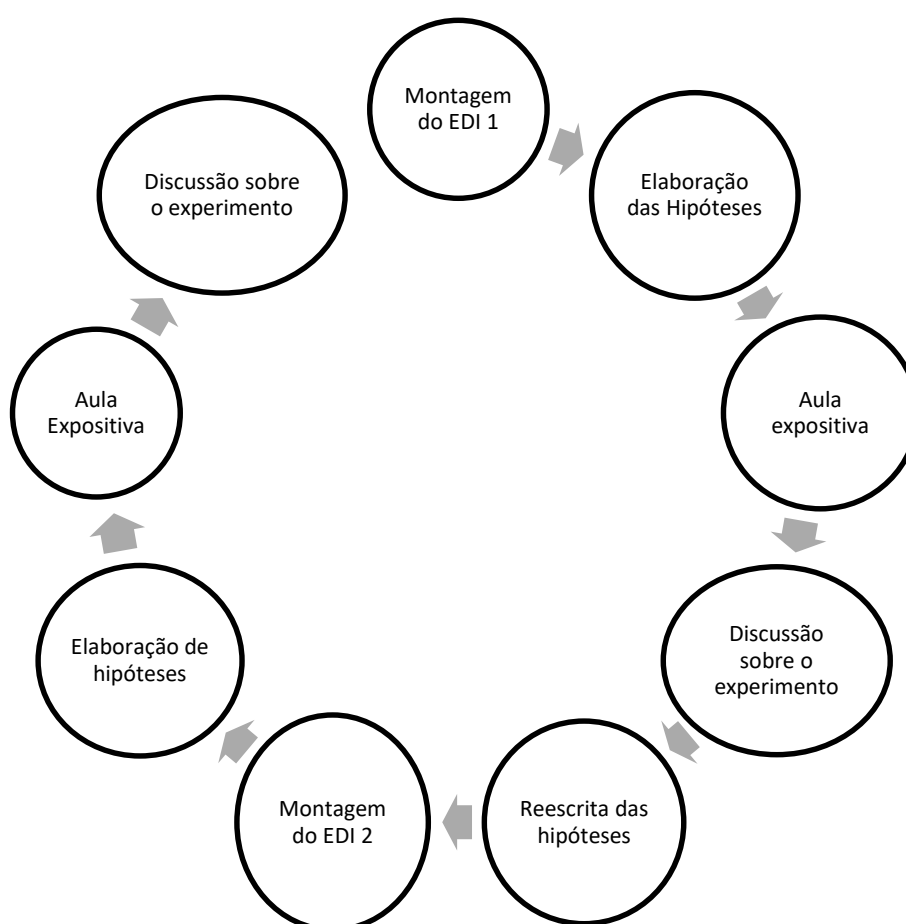 Montagem
do EDI 1
Elaboração
das Hipóteses
Aula
expositiva
Discussão
sobre o
experimento
Reescrita das
hipóteses
Montagem
do EDI 2
Elaboração de
hipóteses
Aula
Expositiva
Discussão sobre
o experimento